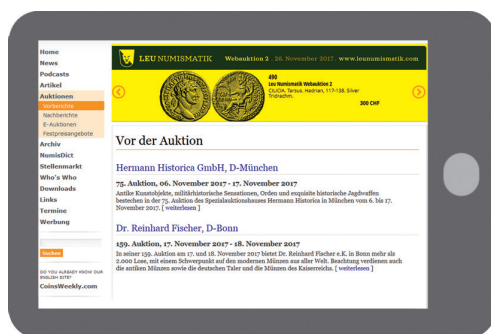 Home
News
Podcasts
Artikel
Auktionen
Vorberichte
Nachberichte
E-Auktionen
Festpreisangebote
Archiv
NumisDict
Stellenmarkt
Who's Who
Downloads
Links
Termine
Werbung
Suchen
DO YOU ALREADY KNOW OUR
ENGLISH SITE?
CoinsWeekly.com
LEU NUMISMATIK Webauktion 2 . 26. November 2017 . www.leunumismatik.com
490
Leu Numismatik Webauktion 2
CILICIA. Tarsus. Hadrian, 117-138. Silver
Tridrachm.
300 CHF
Vor der Auktion
Hermann Historica GmbH, D-München
75. Auktion, 06. November 2017 - 17. November 2017
Antike Kunstobjekte, militärhistorische Sensationen, Orden und exquisite historische Jagdwaffen
bestechen in der 75. Auktion des Spezialauktionshauses Hermann Historica in München vom 6. bis 17.
November 2017. [ weiterlesen ]
Dr. Reinhard Fischer, D-Bonn
159. Auktion, 17. November 2017 - 18. November 2017
In seiner 159. Auktion am 17. und 18. November 2017 bietet Dr. Reinhard Fischer e.K. in Bonn mehr als
2.000 Lose, mit einem Schwerpunkt auf den modernen Münzen aus aller Welt. Beachtung verdienen auch
die antiken Münzen sowie die deutschen Taler und die Münzen des Kaiserreichs. [ weiterlesen ]